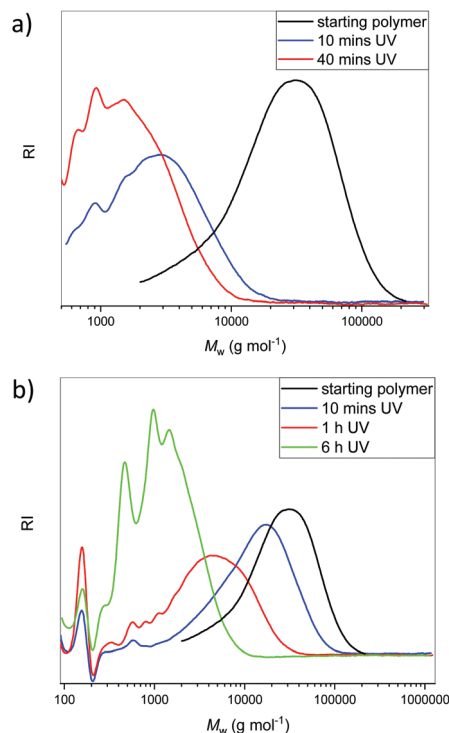 a)
starting polymer
10 mins UV
40 mins UV
RI
1000 10000 100000
Mw (g mol-1)
b)
starting polymer
10 mins UV
1 h UV
6 h UV
RI
100 1000 10000 100000 1000000
Mw (g mol-1)